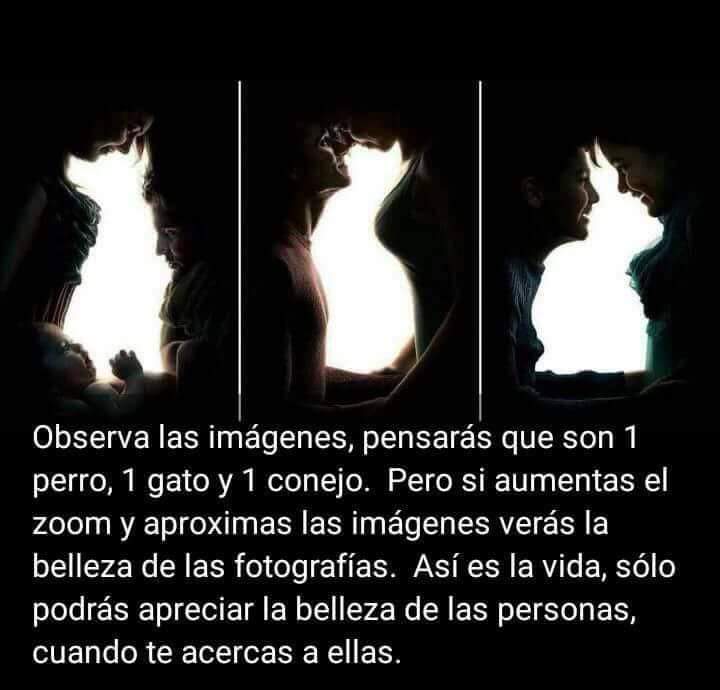 Observa las imágenes, pensarás que son 1
perro, 1 gato y 1 conejo.  Pero si aumentas el
zoom y aproximas las imágenes verás la
belleza de las fotografías.  Así es la vida, sólo
podrás apreciar la belleza de las personas,
cuando te acercas a ellas.